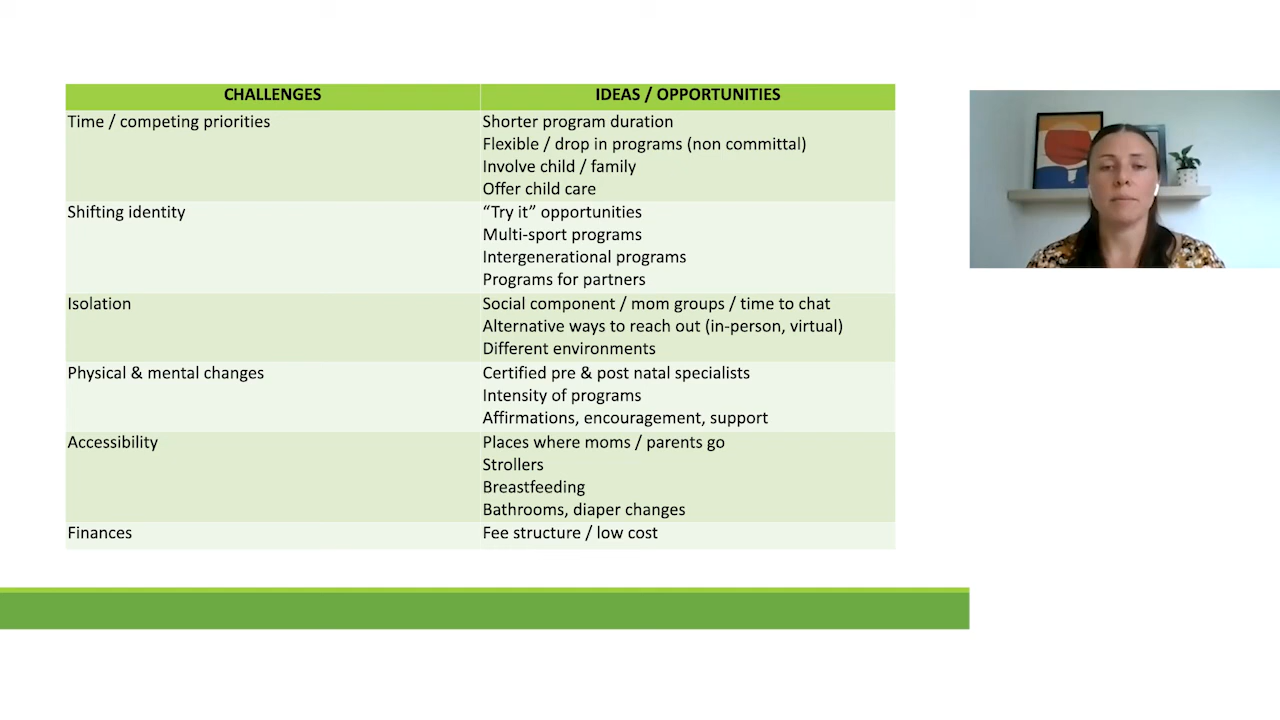 CHALLENGES
IDEAS / OPPORTUNITIES
Time / competing priorities
Shorter program duration
Flexible / drop in programs (non committal)
Involve child / family
Offer child care
Shifting identity
“Try it” opportunities
Multi-sport programs
Intergenerational programs
Programs for partners
Isolation
Social component / mom groups / time to chat
Alternative ways to reach out (in-person, virtual)
Different environments
Physical & mental changes
Certified pre & post natal specialists
Intensity of programs
Affirmations, encouragement, support
Accessibility
Places where moms / parents go
Strollers
Breastfeeding
Bathrooms, diaper changes
Finances
Fee structure / low cost